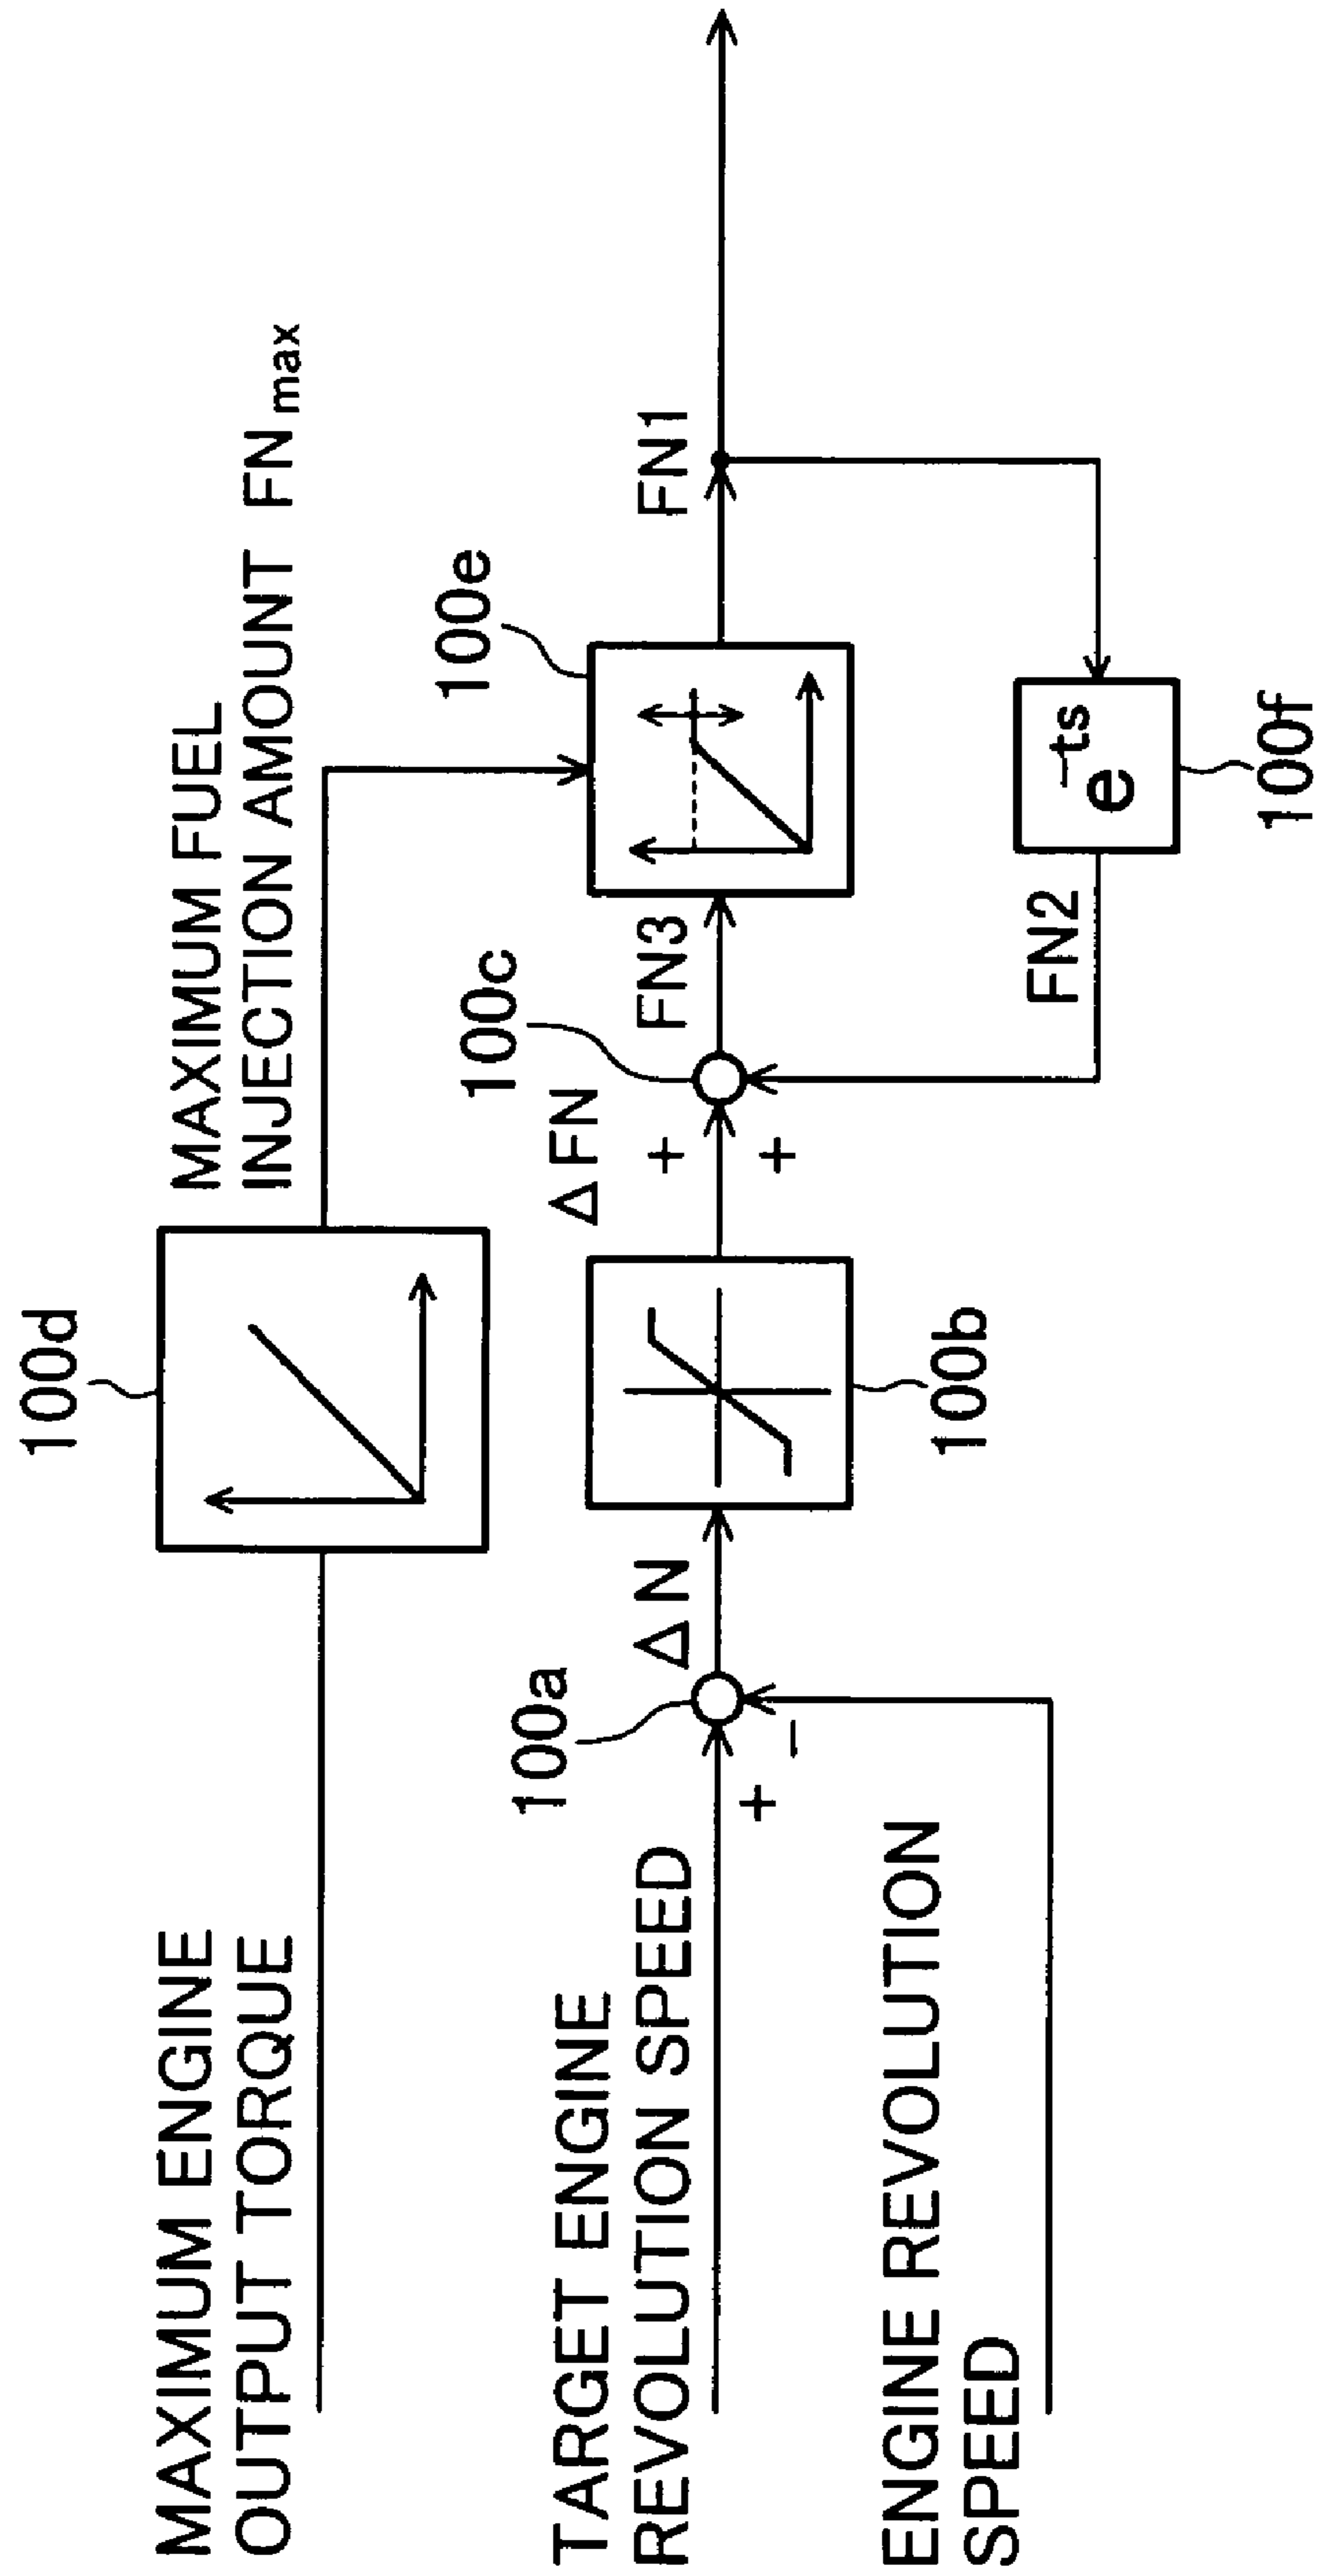 MAXIMUM ENGINE
OUTPUT TORQUE
100d
MAXIMUM FUEL
INJECTION AMOUNT FNmax
TARGET ENGINE
REVOLUTION SPEED
+
−
100a
ΔN
100b
ΔFN
+
+
100c
FN3
100e
FN1
ENGINE REVOLUTION
SPEED
FN2
e−ts
100f